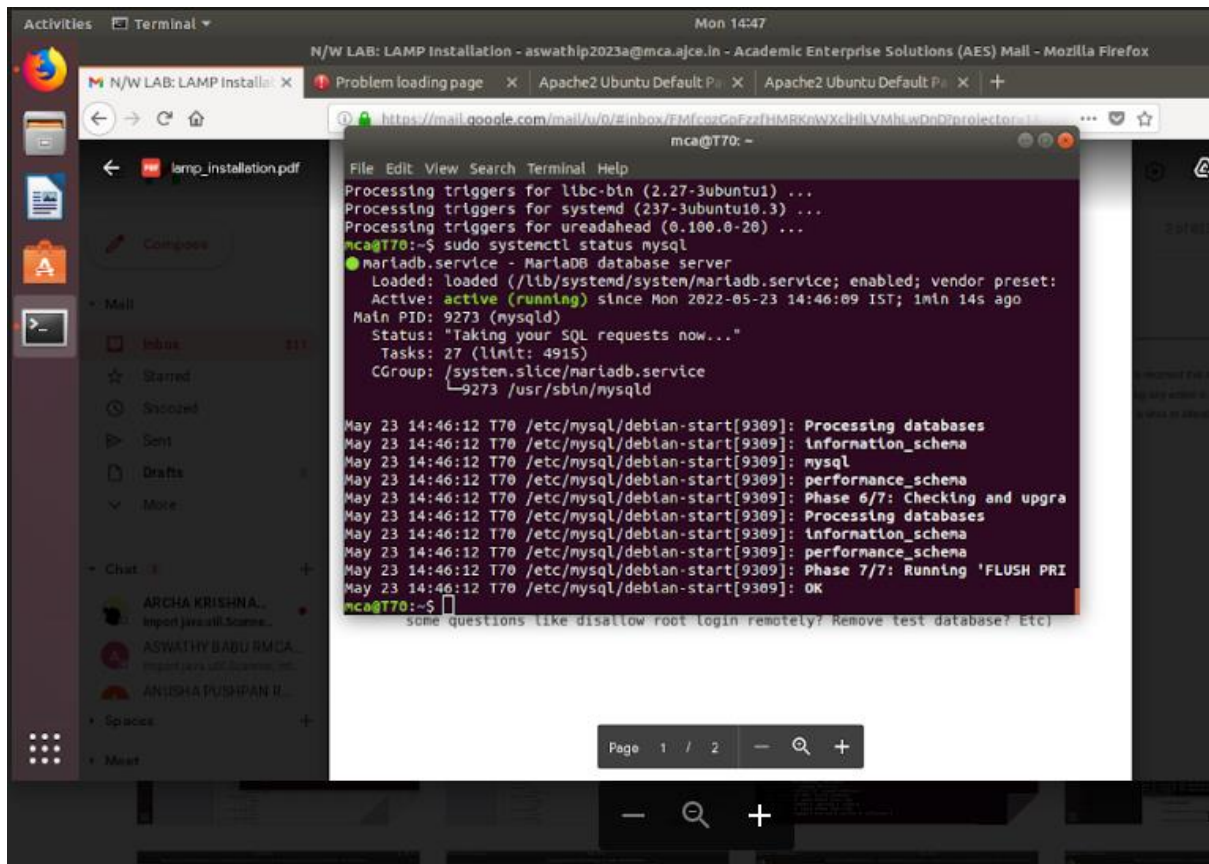 Activities Terminal Mon 14:47
N/W LAB: LAMP Installation - aswathip2023a@mca.ajce.in - Academic Enterprise Solutions (AES) Mail - Mozilla Firefox
N/W LAB: LAMP Installat Problem loading page Apache2 Ubuntu Default Pa Apache2 Ubuntu Default Pa
lamp_installation.pdf
mca@T70: ~
File Edit View Search Terminal Help
Processing triggers for libc-bin (2.27-3ubuntu1) ...
Processing triggers for systemd (237-3ubuntu10.3) ...
Processing triggers for ureadahead (0.100.0-20) ...
mca@T70:~$ sudo systemctl status mysql
● mariadb.service - MariaDB database server
Loaded: loaded (/lib/systemd/system/mariadb.service; enabled; vendor preset:
Active: active (running) since Mon 2022-05-23 14:46:09 IST; 1min 14s ago
Main PID: 9273 (mysqld)
Status: "Taking your SQL requests now..."
Tasks: 27 (limit: 4915)
CGroup: /system.slice/mariadb.service
└─9273 /usr/sbin/mysqld
May 23 14:46:12 T70 /etc/mysql/debian-start[9309]: Processing databases
May 23 14:46:12 T70 /etc/mysql/debian-start[9309]: information_schema
May 23 14:46:12 T70 /etc/mysql/debian-start[9309]: mysql
May 23 14:46:12 T70 /etc/mysql/debian-start[9309]: performance_schema
May 23 14:46:12 T70 /etc/mysql/debian-start[9309]: Phase 6/7: Checking and upgra
May 23 14:46:12 T70 /etc/mysql/debian-start[9309]: Processing databases
May 23 14:46:12 T70 /etc/mysql/debian-start[9309]: information_schema
May 23 14:46:12 T70 /etc/mysql/debian-start[9309]: performance_schema
May 23 14:46:12 T70 /etc/mysql/debian-start[9309]: Phase 7/7: Running 'FLUSH PRI
May 23 14:46:12 T70 /etc/mysql/debian-start[9309]: OK
mca@T70:~$
some questions like disallow root login remotely? Remove test database? Etc)
Compose
Mail
Inbox
Starred
Snoozed
Sent
Drafts
More
Chat
ARCHA KRISHNA..
Import java.util.Scanne..
ASWATHY BABU RMCA..
ANUSHA PUSHPAN R...
Spaces
Meet
Page 1 / 2